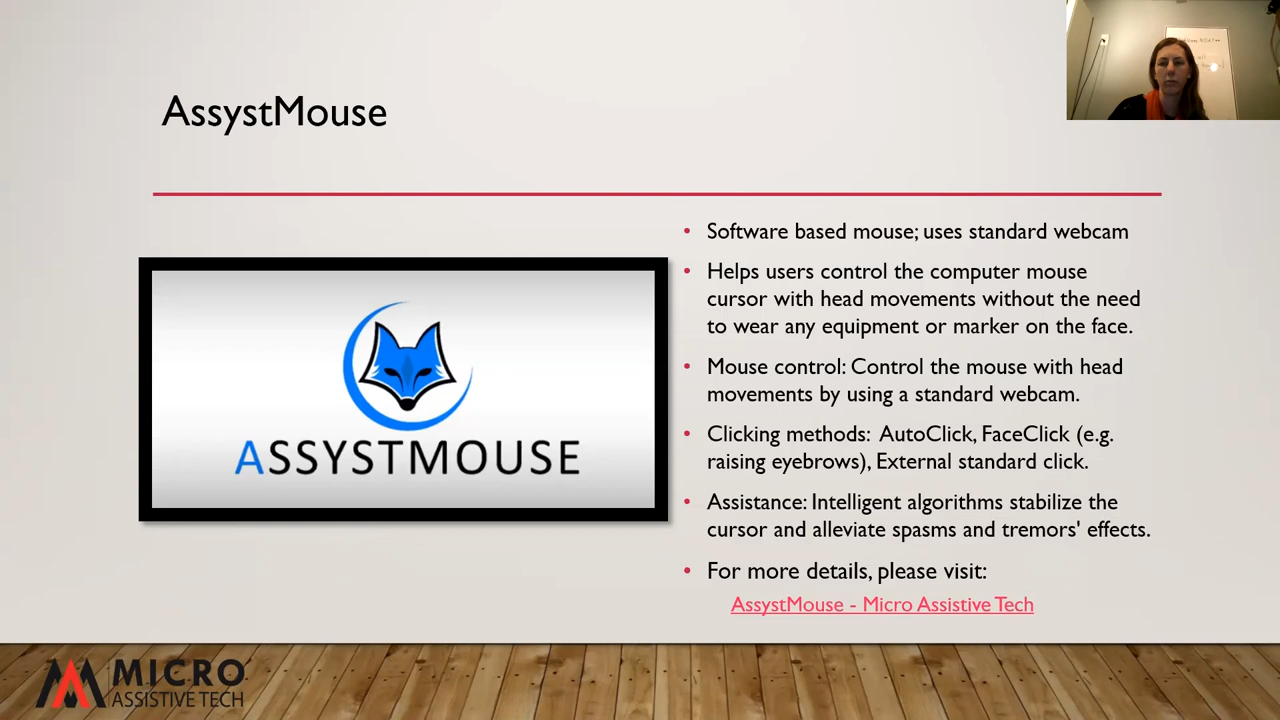 AssystMouse
• Software based mouse; uses standard webcam
• Helps users control the computer mouse
cursor with head movements without the need
to wear any equipment or marker on the face.
• Mouse control: Control the mouse with head
movements by using a standard webcam.
• Clicking methods:  AutoClick, FaceClick (e.g.
raising eyebrows), External standard click.
• Assistance: Intelligent algorithms stabilize the
cursor and alleviate spasms and tremors' effects.
• For more details, please visit:
AssystMouse - Micro Assistive Tech
ASSYSTMOUSE
MICRO
ASSISTIVE TECH